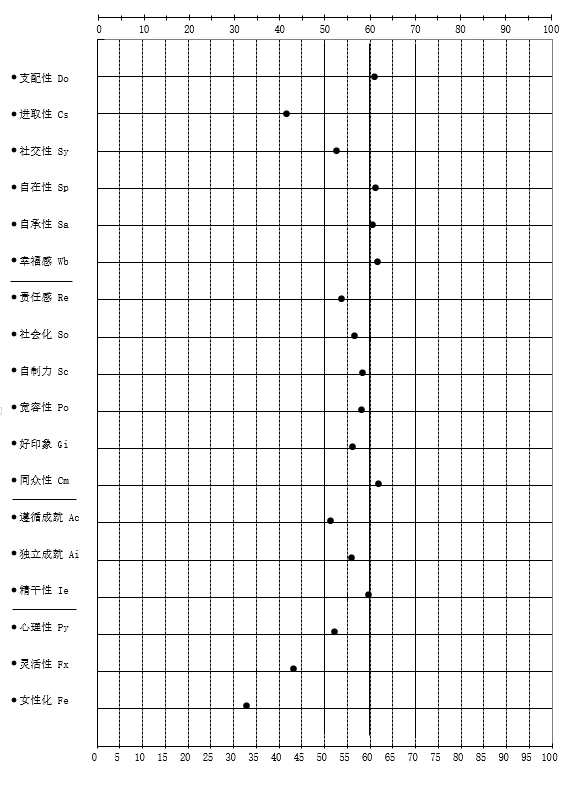 0 10 20 30 40 50 60 70 80 90 100
支配性 Do
进取性 Cs
社交性 Sy
自在性 Sp
自承性 Sa
幸福感 Wb
责任感 Re
社会化 So
自制力 Sc
宽容性 Po
好印象 Gi
同众性 Cm
遵循成就 Ac
独立成就 Ai
精干性 Ie
心理性 Py
灵活性 Fx
女性化 Fe
0 5 10 15 20 25 30 35 40 45 50 55 60 65 70 75 80 85 90 95 100